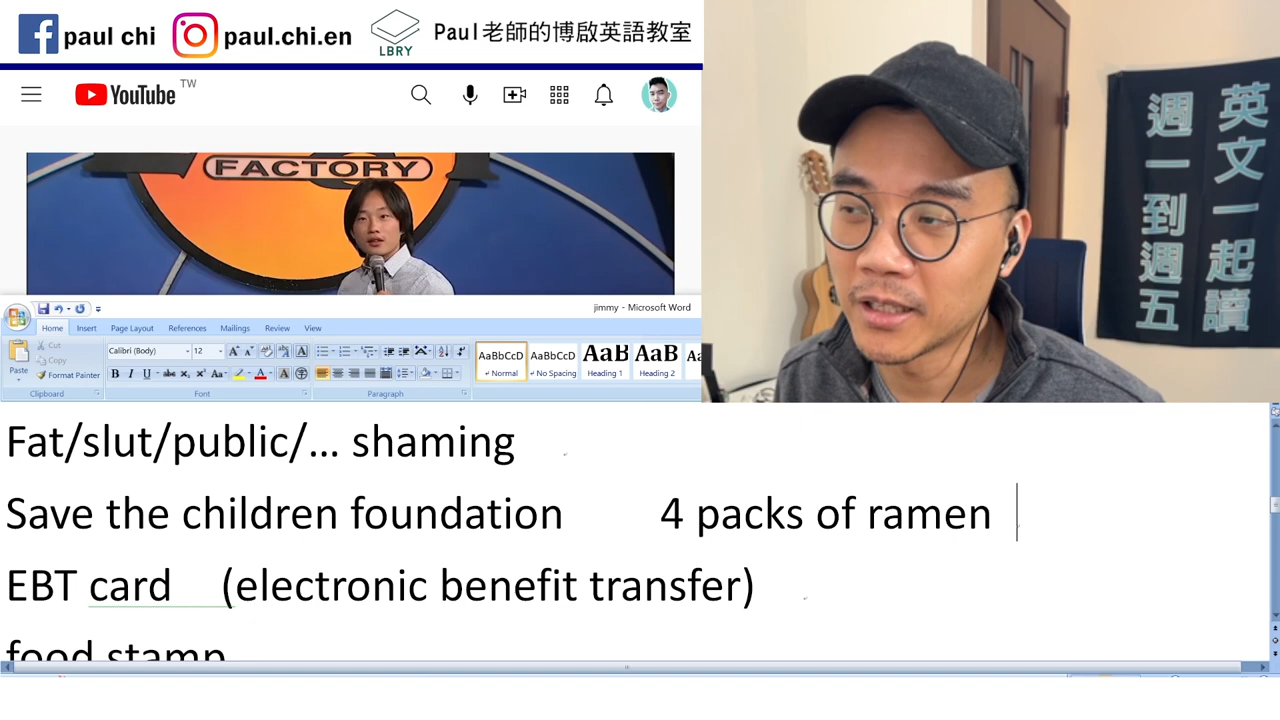 paul chi
paul.chi.en
LBRY
Paul老師的博啟英語教室
YouTube TW
FACTORY
jimmy - Microsoft Word
Home Insert Page Layout References Mailings Review View
Paste
Cut
Copy
Format Painter
Calibri (Body) 12
AaBbCcD AaBbCcD AaBb AaB
Normal No Spacing Heading 1 Heading 2
Clipboard Font Paragraph
英文一起讀
週一到週五
Fat/slut/public/... shaming
Save the children foundation 4 packs of ramen
EBT card (electronic benefit transfer)
food stamp